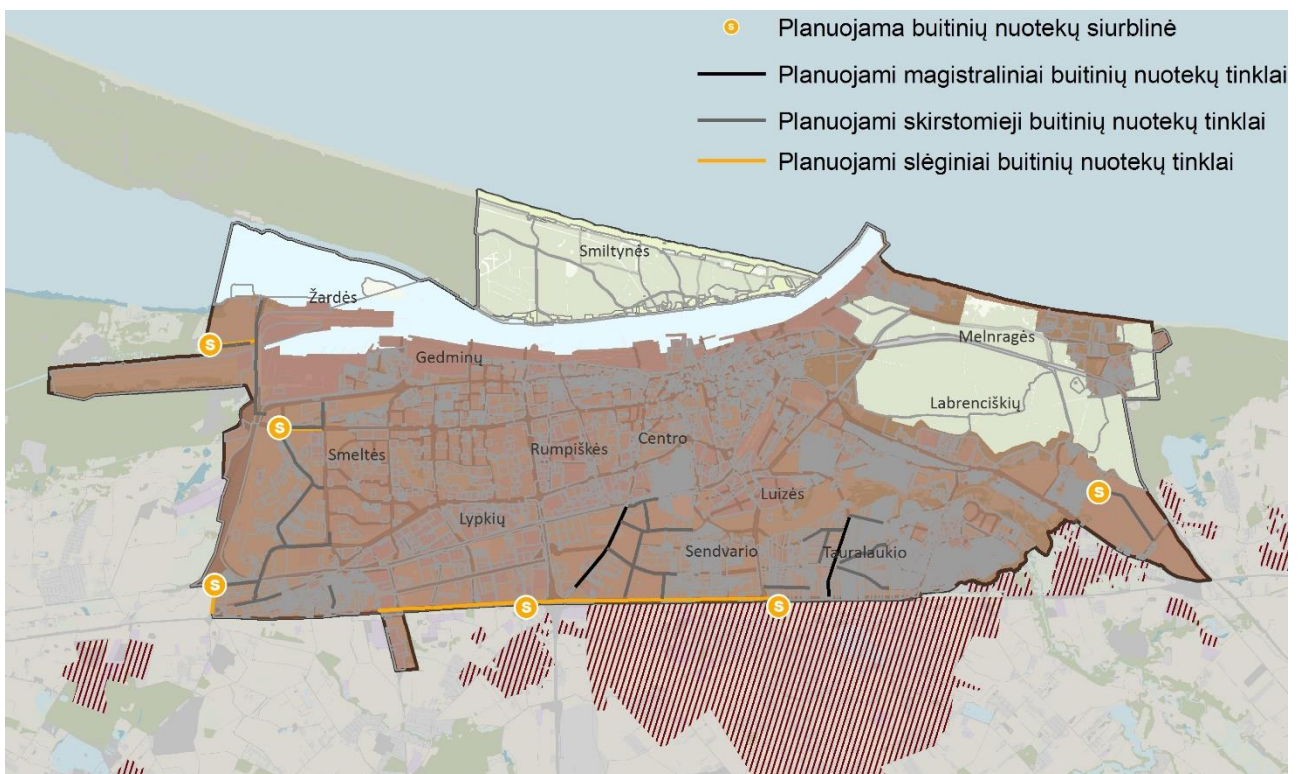 S Planuojama buitinių nuotekų siurblinė
Planuojami magistraliniai buitinių nuotekų tinklai
Planuojami skirstomieji buitinių nuotekų tinklai
Planuojami slėginiai buitinių nuotekų tinklai
Smiltynės
Žardės
Melnragės
S
Gedminų
Labrenciškių
S
Smeltės
Rumpiškės
Centro
Luizės
S
Lypkių
Sendvario
Tauralaukio
S
S
S